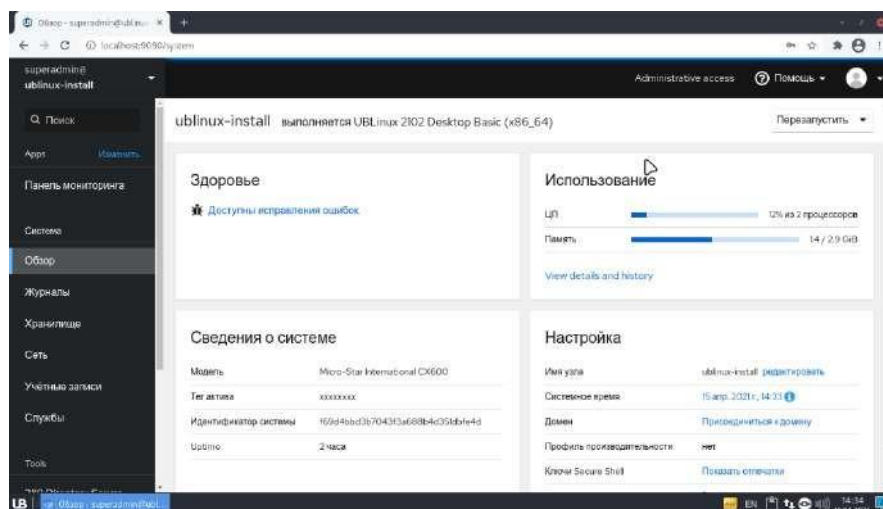 Обзор - superadmin@ubli
localhost:9090/system
superadmin@
ublinux-install
Administrative access
Помощь
Поиск
ublinux-install выполняется UBLinux 2102 Desktop Basic (x86_64)
Перезапустить
Apps Изменить
Панель мониторинга
Система
Обзор
Журналы
Хранилище
Сеть
Учётные записи
Службы
Tools
Здоровье
Доступны исправления ошибок
Использование
ЦП 12% из 2 процессоров
Память 1.4 / 2.9 GiB
View details and history
Сведения о системе
Модель Micro-Star International CX600
Тег актива xxxxxxxx
Идентификатор системы
Uptime 2 часа
Настройка
Имя узла ublinux-install редактировать
Системное время 15 апр. 2021 г., 14:33
Домен Присоединиться к домену
Профиль производительности нет
Ключи Secure Shell Показать отпечатки
UB Обзор - superadmin@ubl...
EN 14:34